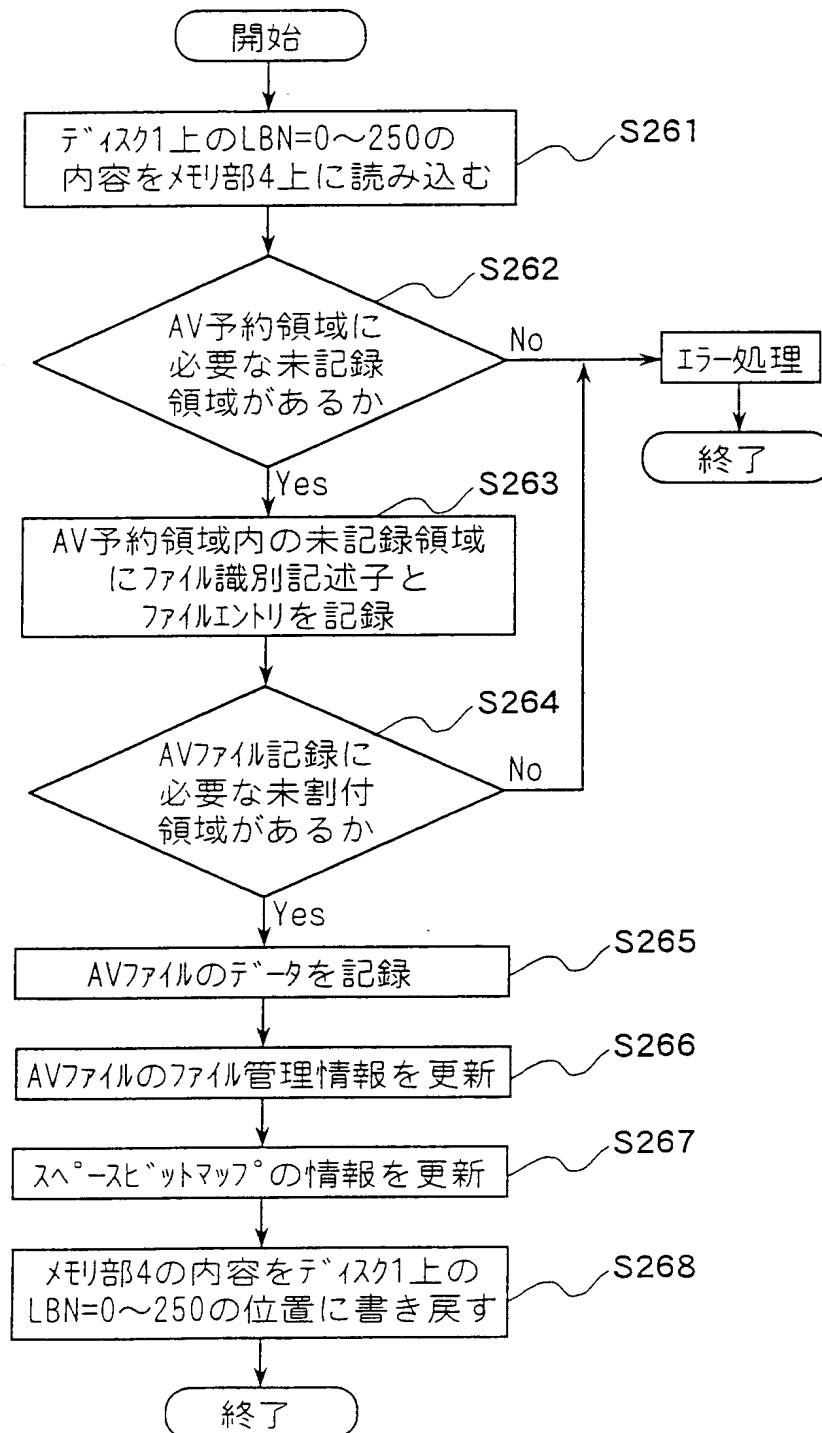 開始
ディスク1上のLBN=0～250の
内容をメモリ部4上に読み込む
S261
S262
AV予約領域に
必要な未記録
領域があるか
No
エラー処理
終了
Yes
S263
AV予約領域内の未記録領域
にファイル識別記述子と
ファイルエントリを記録
S264
AVファイル記録に
必要な未割付
領域があるか
No
Yes
S265
AVファイルのデータを記録
S266
AVファイルのファイル管理情報を更新
S267
スペースビットマップの情報を更新
S268
メモリ部4の内容をディスク1上の
LBN=0～250の位置に書き戻す
終了